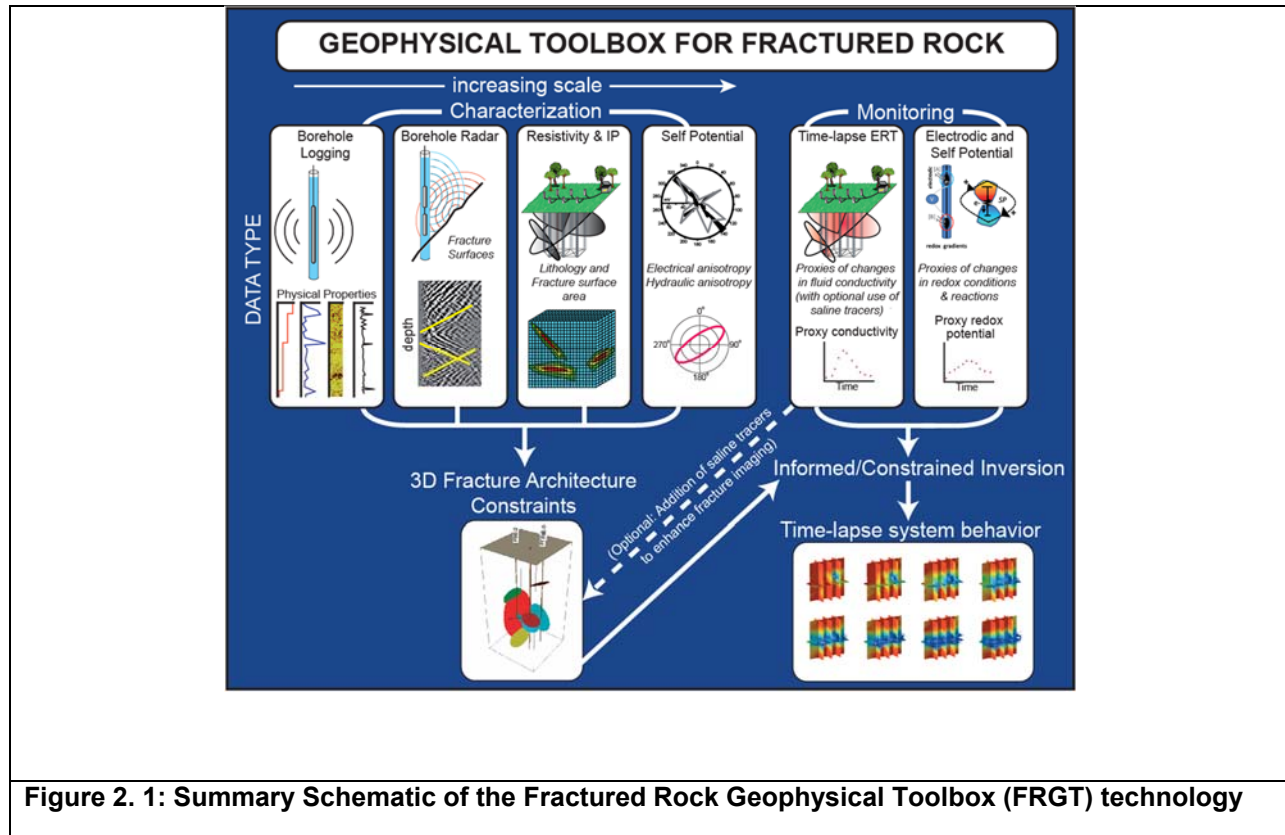 GEOPHYSICAL TOOLBOX FOR FRACTURED ROCK
increasing scale
Characterization
Monitoring
DATA TYPE
Borehole
Logging
Physical Properties
Borehole Radar
Fracture
Surfaces
depth
Resistivity & IP
Lithology and
Fracture surface
area
Self Potential
Electrical anisotropy
Hydraulic anisotropy
0°
270°
90°
180°
Time-lapse ERT
Proxies of changes
in fluid conductivity
(with optional use of
saline tracers)
Proxy conductivity
Time
Electrodic and
Self Potential
electrodic
SP
redox gradients
Proxies of changes
in redox conditions
& reactions
Proxy redox
potential
Time
3D Fracture Architecture
Constraints
(Optional: Addition of saline tracers
to enhance fracture imaging)
Informed/Constrained Inversion
Time-lapse system behavior
Figure 2. 1: Summary Schematic of the Fractured Rock Geophysical Toolbox (FRGT) technology